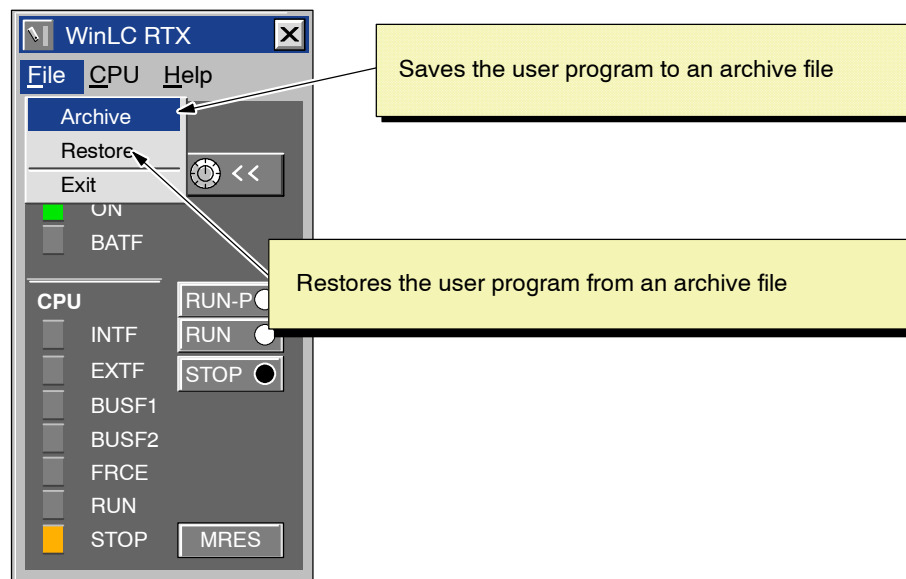 WinLC RTX
File CPU Help
Archive
Restore
Exit
<<
ON
BATF
CPU
INTF
EXTF
BUSF1
BUSF2
FRCE
RUN
STOP
RUN-P
RUN
STOP
MRES
Saves the user program to an archive file
Restores the user program from an archive file